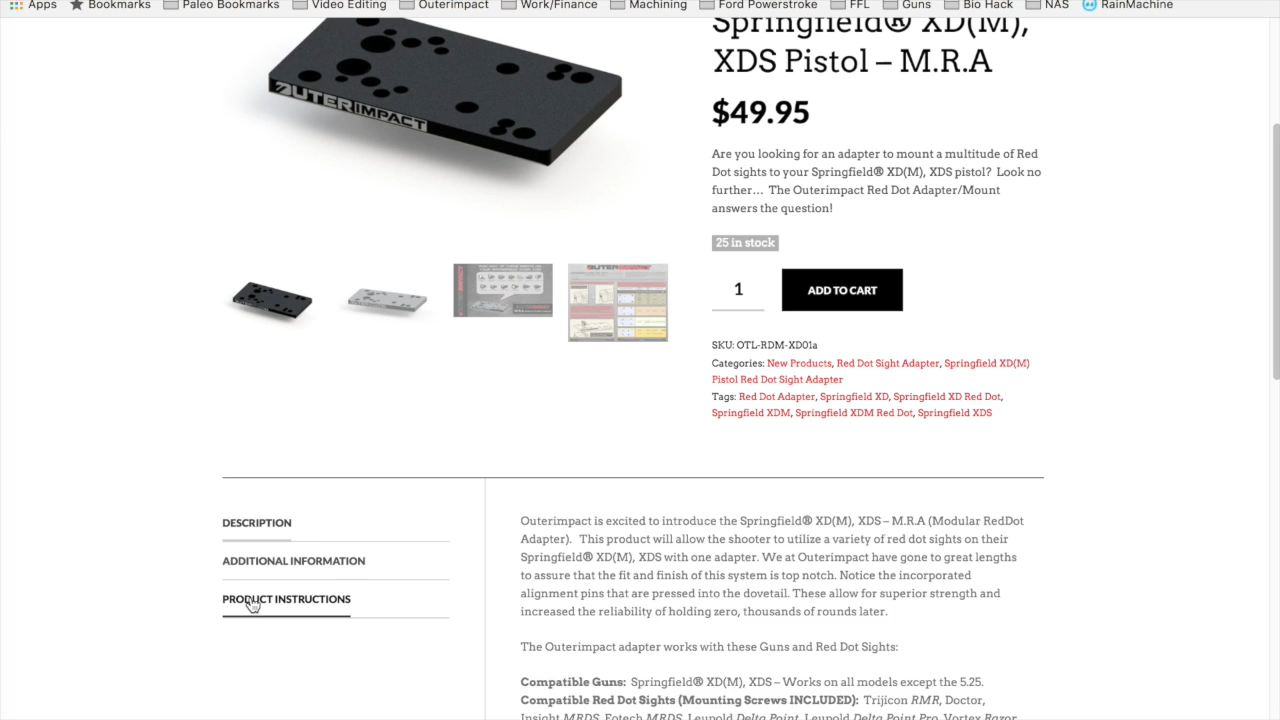 Apps Bookmarks Paleo Bookmarks Video Editing Outerimpact Work/Finance Machining Ford Powerstroke FFL Guns Bio Hack NAS RainMachine
Springfield® XD(M),
XDS Pistol – M.R.A
OUTERIMPACT
$49.95
Are you looking for an adapter to mount a multitude of Red
Dot sights to your Springfield® XD(M), XDS pistol? Look no
further… The Outerimpact Red Dot Adapter/Mount
answers the question!
25 in stock
1 ADD TO CART
OUTERIMPACT
SKU: OTL-RDM-XD01a
Categories: New Products, Red Dot Sight Adapter, Springfield XD(M)
Pistol Red Dot Sight Adapter
Tags: Red Dot Adapter, Springfield XD, Springfield XD Red Dot,
Springfield XDM, Springfield XDM Red Dot, Springfield XDS
DESCRIPTION
ADDITIONAL INFORMATION
PRODUCT INSTRUCTIONS
Outerimpact is excited to introduce the Springfield® XD(M), XDS – M.R.A (Modular RedDot
Adapter). This product will allow the shooter to utilize a variety of red dot sights on their
Springfield® XD(M), XDS with one adapter. We at Outerimpact have gone to great lengths
to assure that the fit and finish of this system is top notch. Notice the incorporated
alignment pins that are pressed into the dovetail. These allow for superior strength and
increased the reliability of holding zero, thousands of rounds later.
The Outerimpact adapter works with these Guns and Red Dot Sights:
Compatible Guns: Springfield® XD(M), XDS – Works on all models except the 5.25.
Compatible Red Dot Sights (Mounting Screws INCLUDED): Trijicon RMR, Doctor,
Insight MRDS, Eotech MRDS, Leupold Delta Point, Leupold Delta Point Pro, Vortex Razor